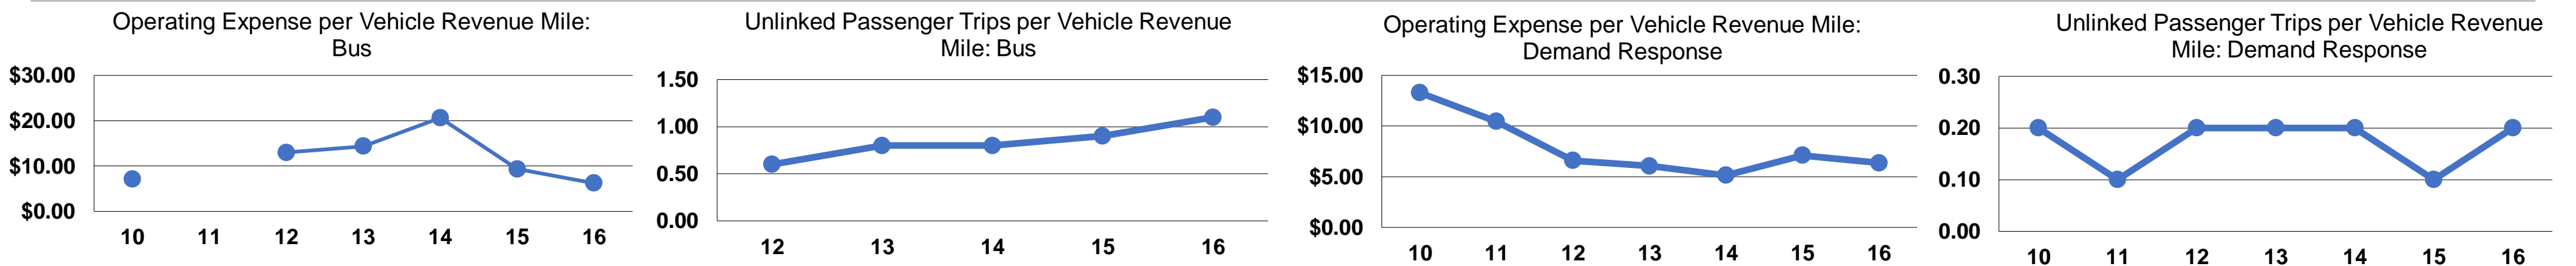 Operating Expense per Vehicle Revenue Mile:
Bus
$30.00
$20.00
$10.00
$0.00
10 11 12 13 14 15 16
Unlinked Passenger Trips per Vehicle Revenue
Mile: Bus
1.50
1.00
0.50
0.00
12 13 14 15 16
Operating Expense per Vehicle Revenue Mile:
Demand Response
$15.00
$10.00
$5.00
$0.00
10 11 12 13 14 15 16
Unlinked Passenger Trips per Vehicle Revenue
Mile: Demand Response
0.30
0.20
0.10
0.00
10 11 12 13 14 15 16